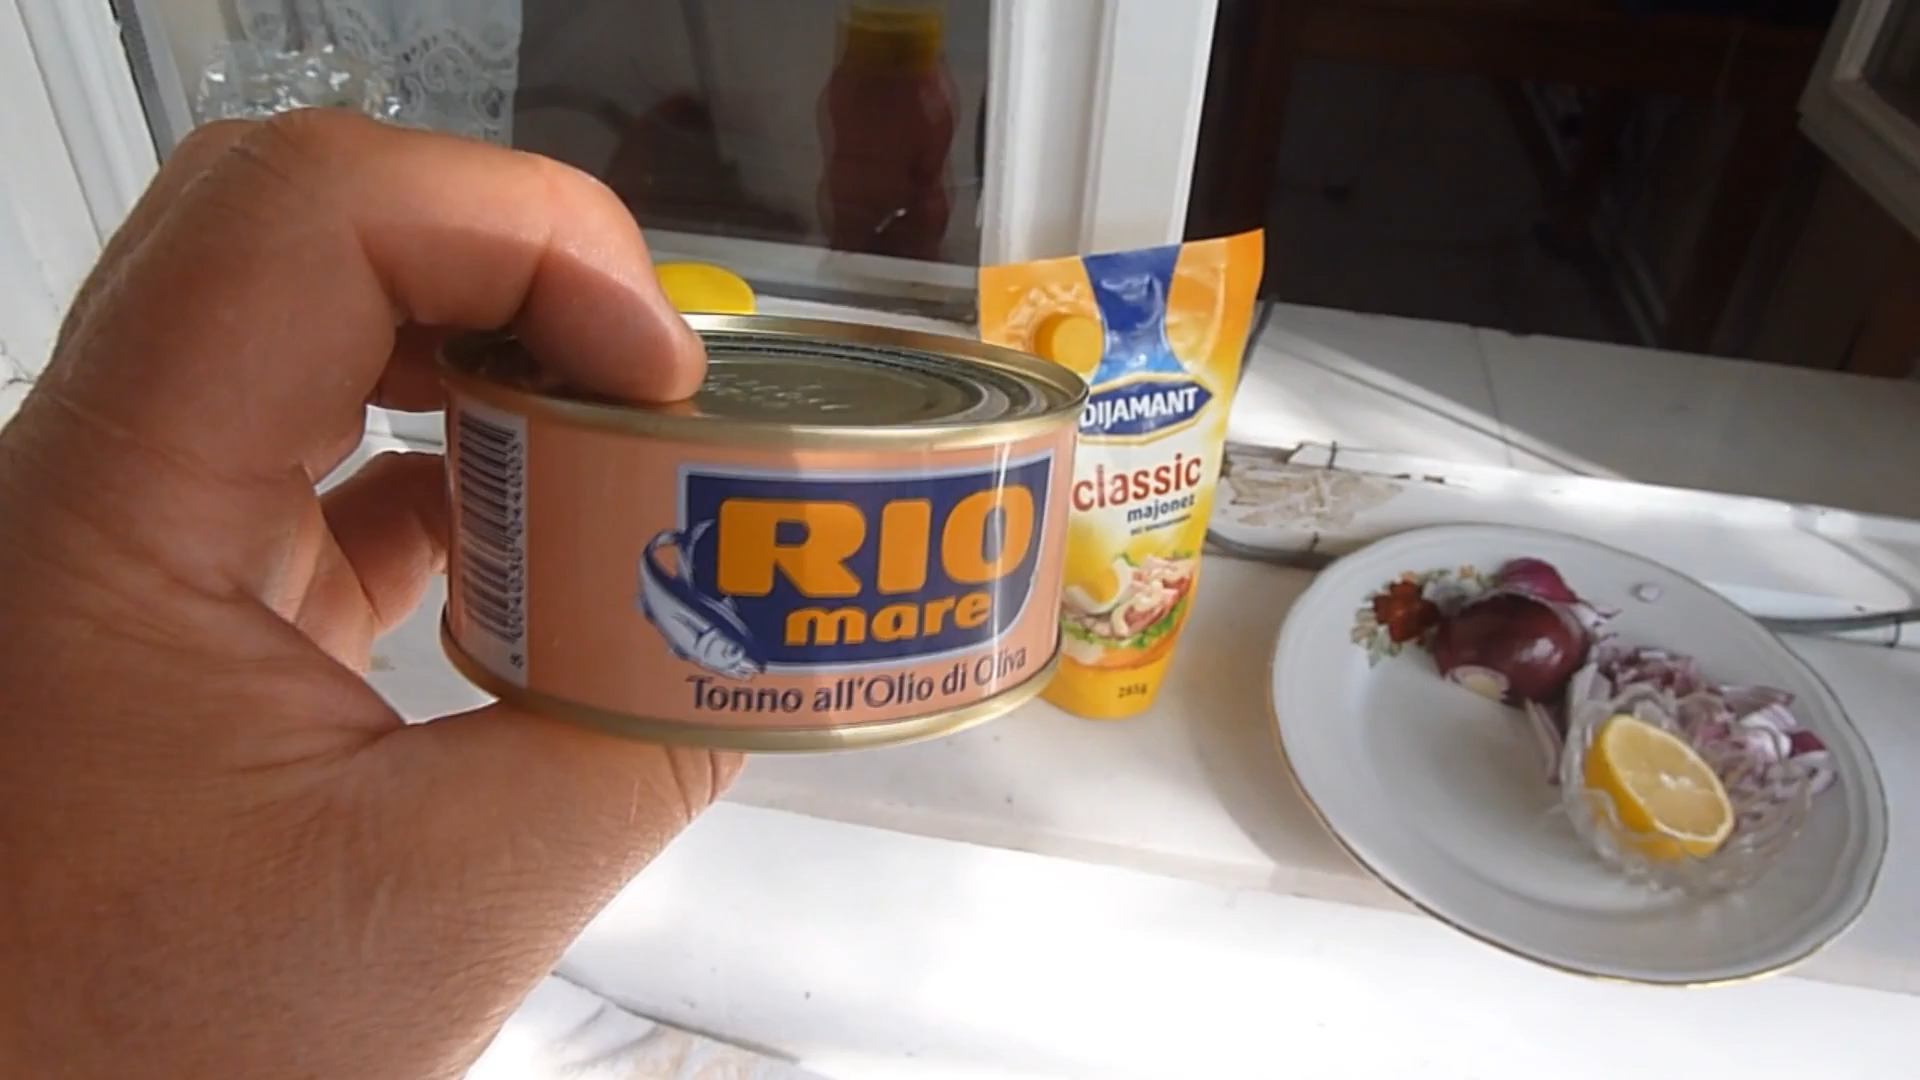 RIO
mare
Tonno all'Olio di Oliva
DIJAMANT
classic
majonez
285g